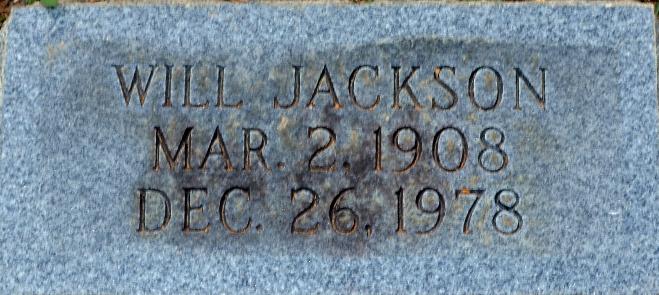 WILL JACKSON
MAR. 2, 1908
DEC. 26, 1978